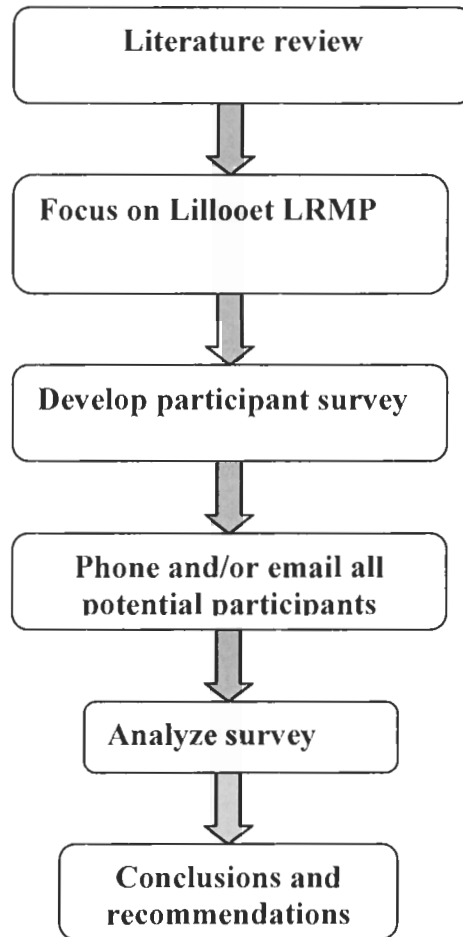 Literature review
Focus on Lillooet LRMP
Develop participant survey
Phone and/or email all
potential participants
Analyze survey
Conclusions and
recommendations